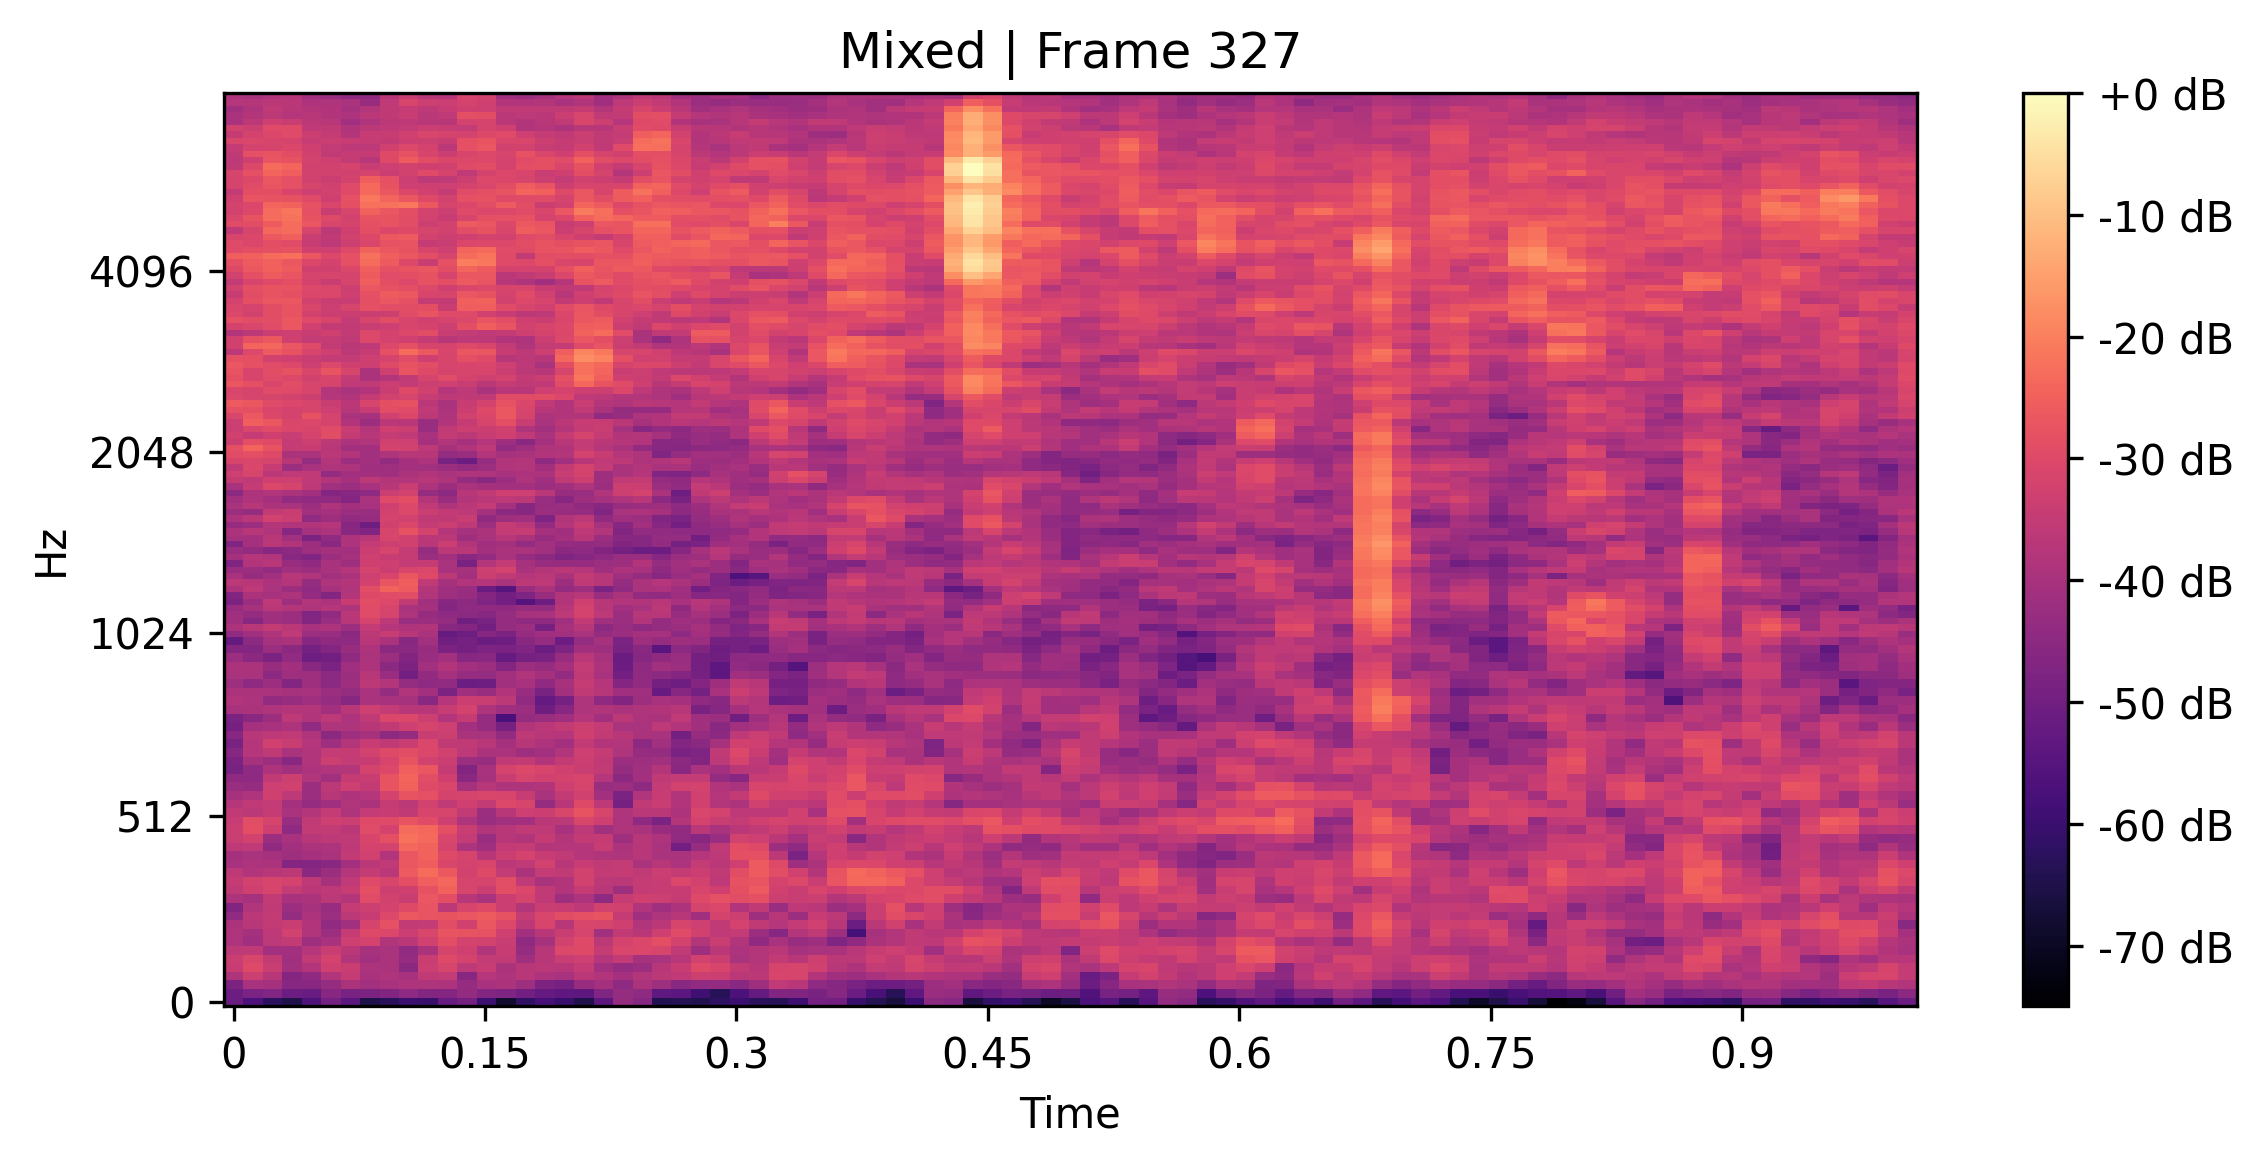 Mixed | Frame 327
+0 dB
-10 dB
-20 dB
-30 dB
-40 dB
-50 dB
-60 dB
-70 dB
Hz
4096
2048
1024
512
0
0 0.15 0.3 0.45 0.6 0.75 0.9
Time